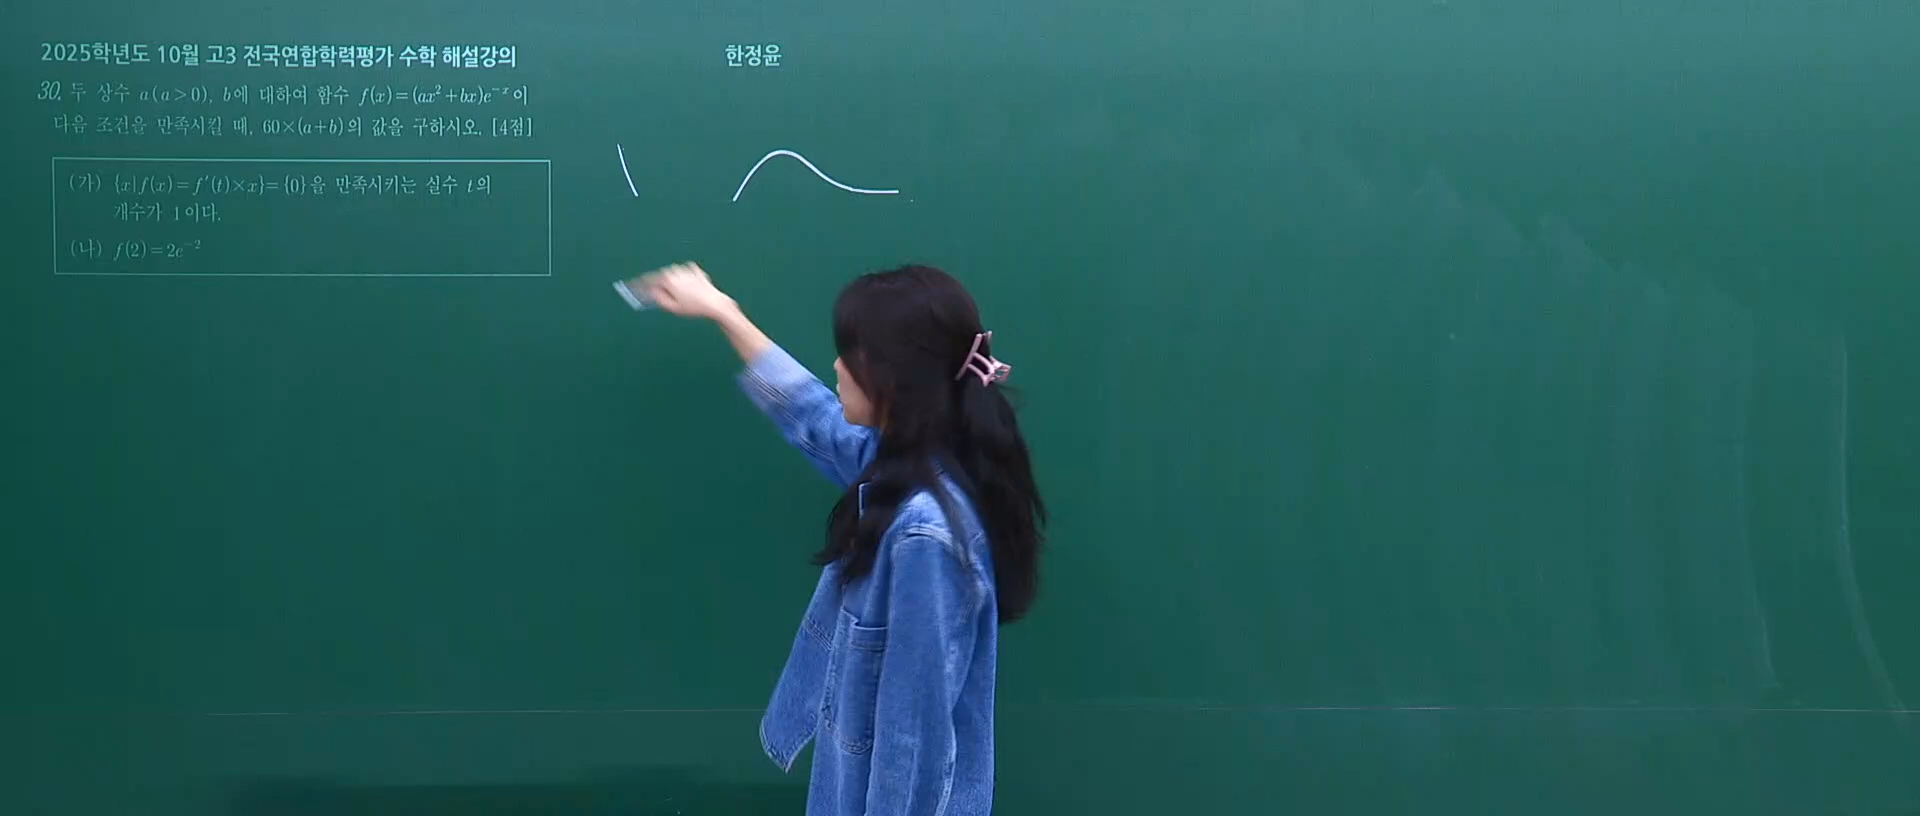 2025학년도 10월 고3 전국연합학력평가 수학 해설강의
한정윤
30. 두 상수 a(a>0), b에 대하여 함수 f(x)=(ax²+bx)e⁻ˣ이
다음 조건을 만족시킬 때, 60×(a+b)의 값을 구하시오. [4점]
(가) {x|f(x)=f′(t)×x}={0}을 만족시키는 실수 t의
개수가 1이다.
(나) f(2)=2e⁻²